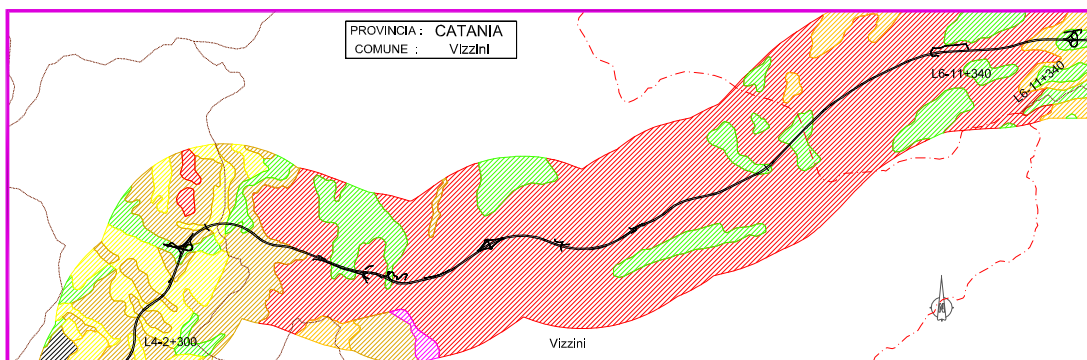 PROVINCIA : CATANIA
COMUNE : Vizzini
L6-11+340
L6-11+340
L4-2+300
Vizzini